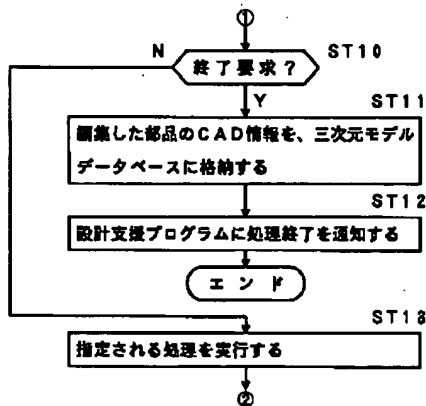 ①
N
終了要求？
ST10
Y
ST11
編集した部品のCAD情報を、三次元モデル
データベースに格納する
ST12
設計支援プログラムに処理終了を通知する
エンド
ST13
指定される処理を実行する
②